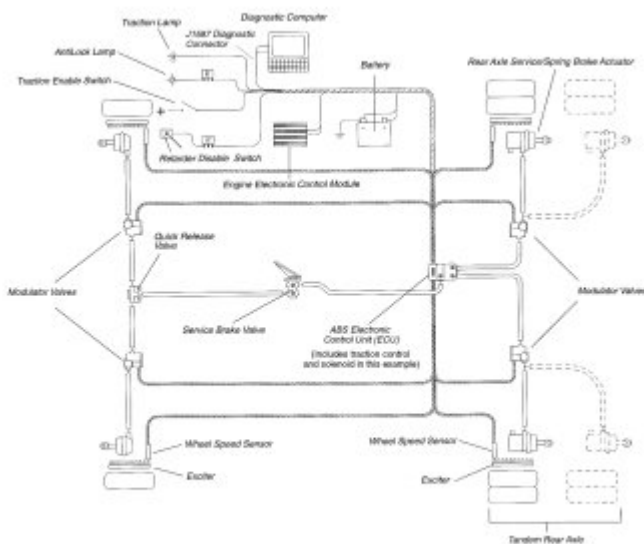 Traction Lamp
Diagnostic Computer
J1587 Diagnostic
Connector
AntiLock Lamp
Battery
Rear Axle Service/Spring Brake Actuator
Traction Enable Switch
Retarder Disable Switch
Engine Electronic Control Module
Quick Release
Valve
Modulator Valves
Modulator Valves
Service Brake Valve
ABS Electronic
Control Unit (ECU)
(Includes traction control
and solenoid in this example)
Wheel Speed Sensor
Wheel Speed Sensor
Exciter
Exciter
Tandem Rear Axle